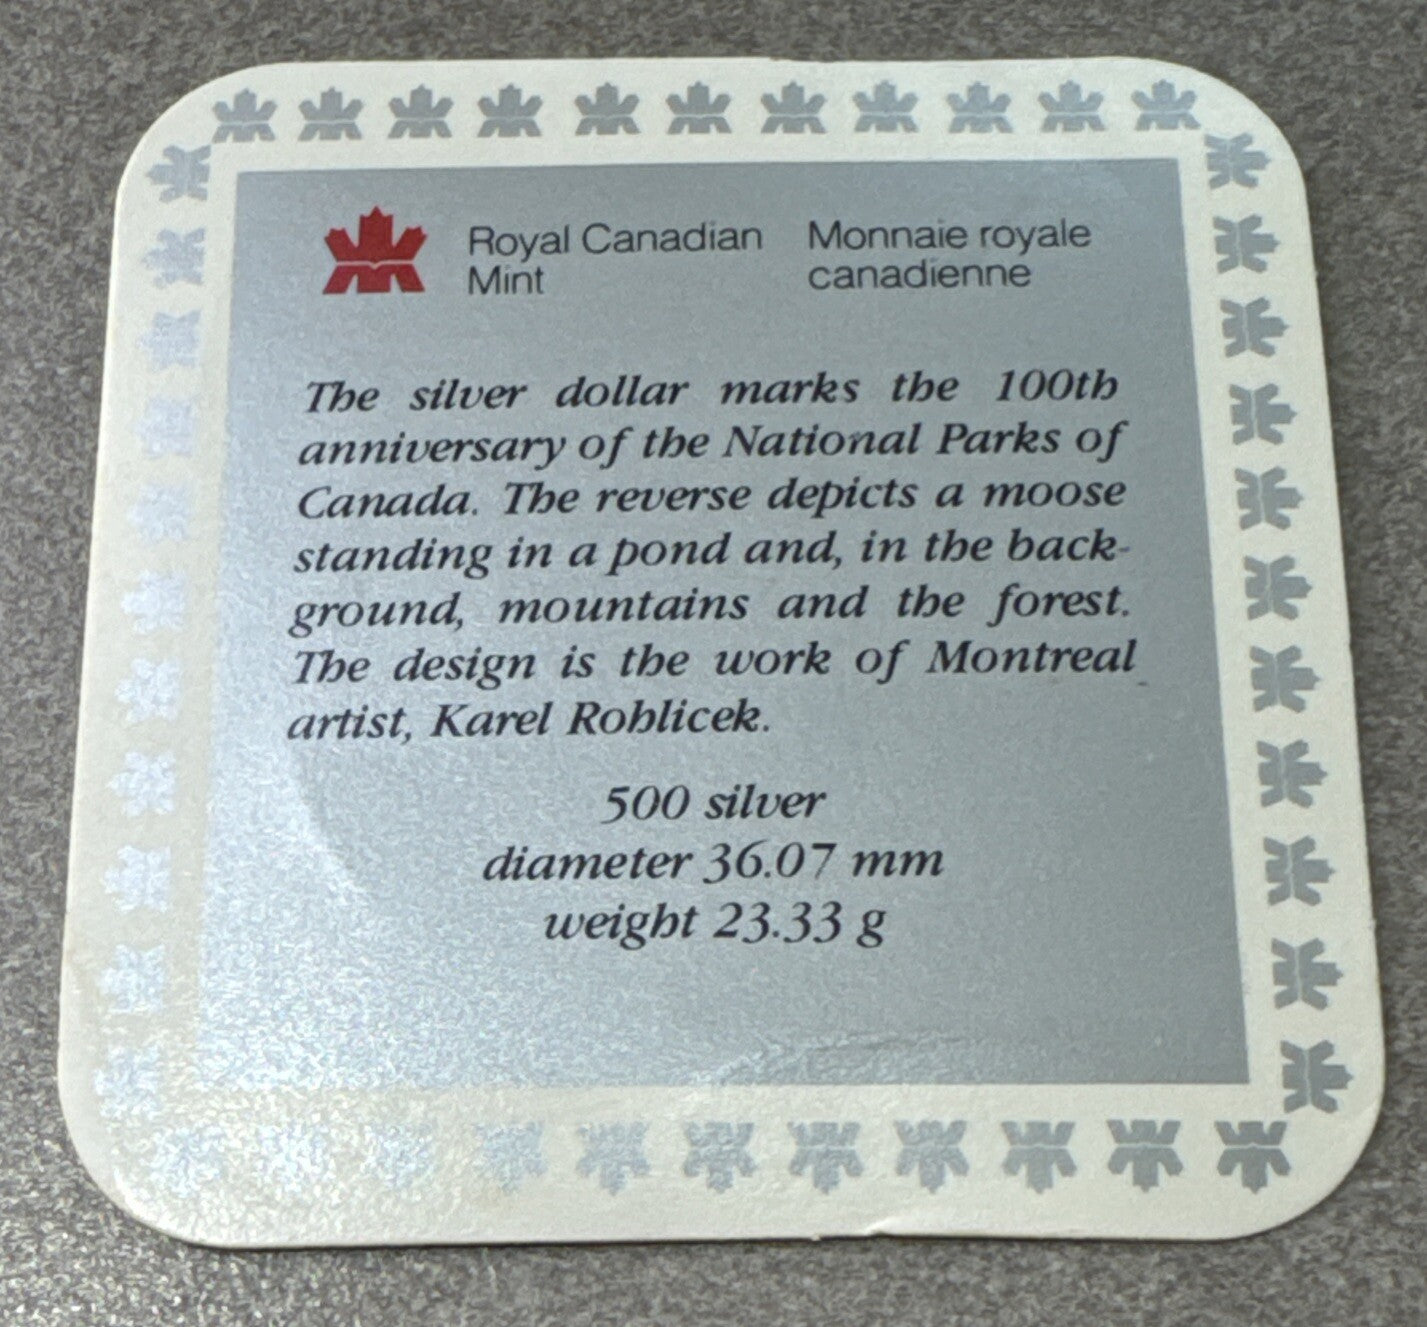 Royal Canadian Mint
Monnaie royale canadienne
The silver dollar marks the 100th
anniversary of the National Parks of
Canada. The reverse depicts a moose
standing in a pond and, in the back-
ground, mountains and the forest.
The design is the work of Montreal
artist, Karel Rohlicek.
500 silver
diameter 36.07 mm
weight 23.33 g